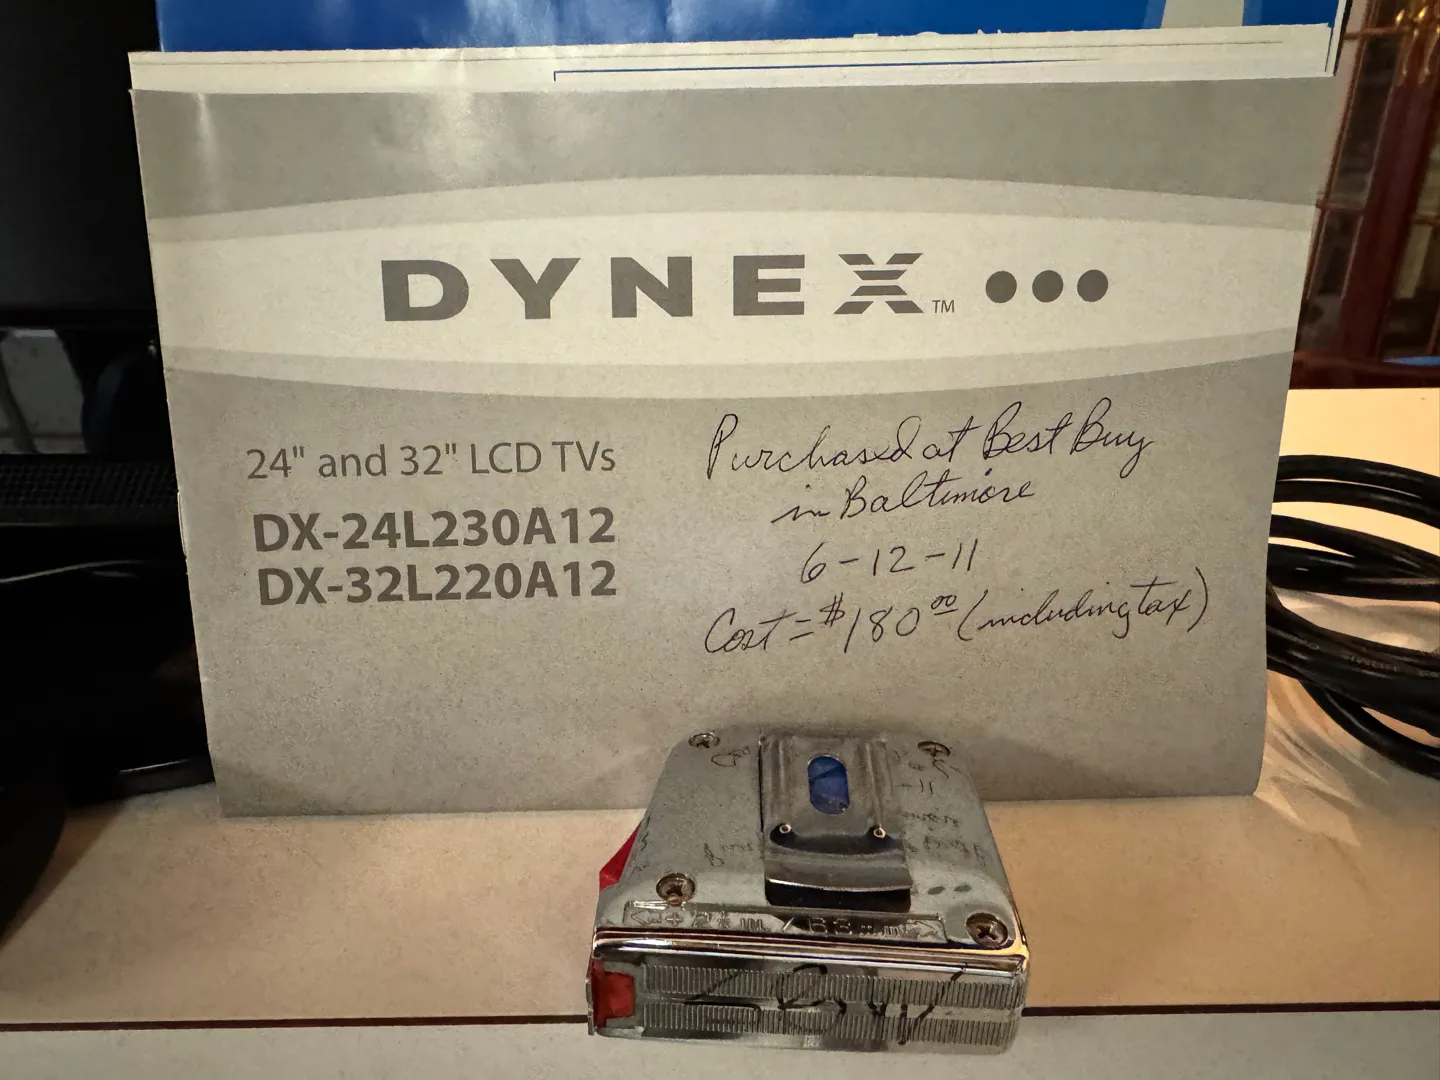 DYNEX™
24" and 32" LCD TVs
DX-24L230A12
DX-32L220A12
Purchased at Best Buy
in Baltimore
6-12-11
Cost = $180.00 (including tax)